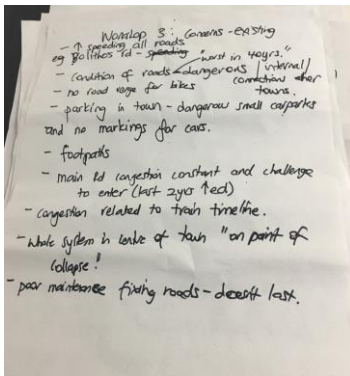 Workshop 3: Concerns - existing
- ↑ speeding all roads
eg Goliths rd - speeding "worst in 40yrs."
- condition of roads - dangerous / internal /
connections other
towns.
- no road verge for bikes
- parking in town - dangerous small carparks
and no markings for cars.
- footpaths
- main Rd congestion constant and challenge
to enter (last 2yrs ↑ed)
- congestion related to train timeline.
- whole system in centre of town "on point of
collapse!"
- poor maintenance fixing roads - doesn't last.